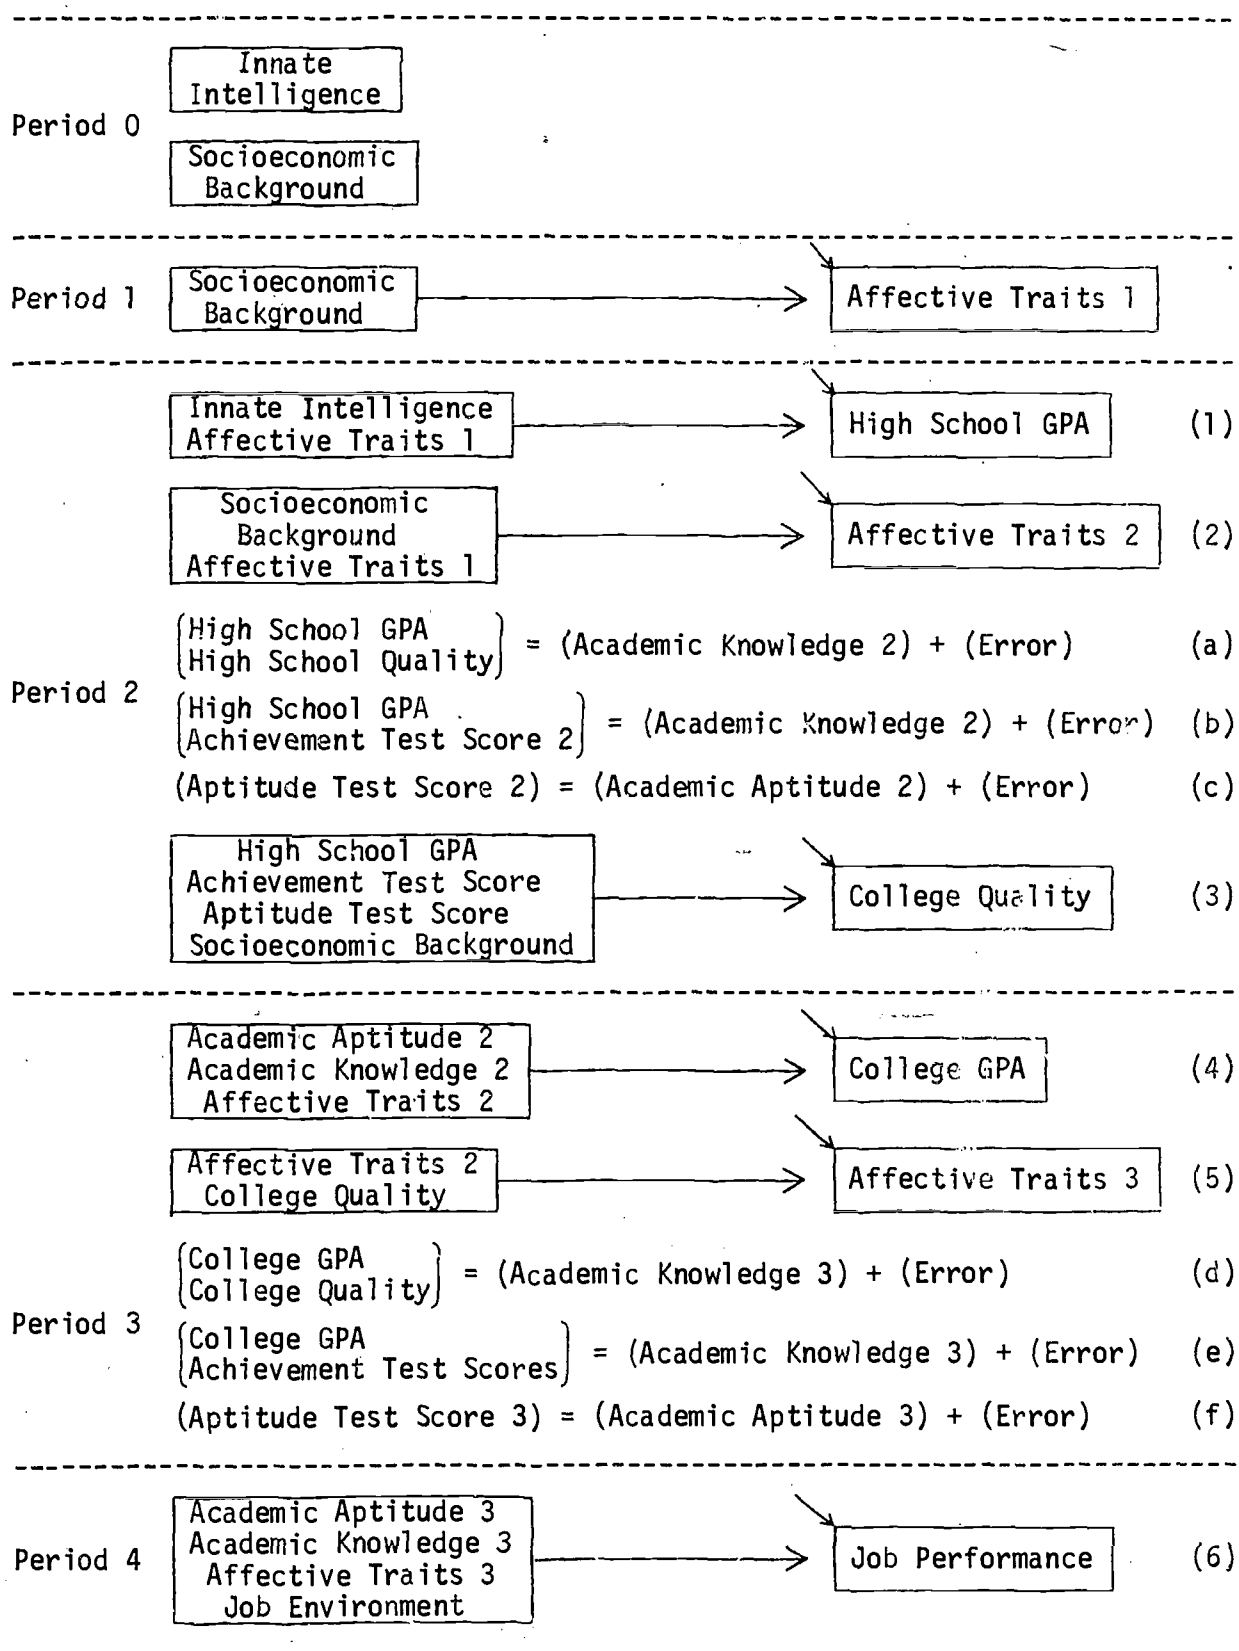 Period 0
Innate
Intelligence
Socioeconomic
Background
Period 1
Socioeconomic
Background
Affective Traits 1
Period 2
Innate Intelligence
Affective Traits 1
High School GPA (1)
Socioeconomic
Background
Affective Traits 1
Affective Traits 2 (2)
High School GPA
High School Quality
= (Academic Knowledge 2) + (Error) (a)
High School GPA
Achievement Test Score 2
= (Academic Knowledge 2) + (Error) (b)
(Aptitude Test Score 2) = (Academic Aptitude 2) + (Error) (c)
High School GPA
Achievement Test Score
Aptitude Test Score
Socioeconomic Background
College Quality (3)
Period 3
Academic Aptitude 2
Academic Knowledge 2
Affective Traits 2
College GPA (4)
Affective Traits 2
College Quality
Affective Traits 3 (5)
College GPA
College Quality
= (Academic Knowledge 3) + (Error) (d)
College GPA
Achievement Test Scores
= (Academic Knowledge 3) + (Error) (e)
(Aptitude Test Score 3) = (Academic Aptitude 3) + (Error) (f)
Period 4
Academic Aptitude 3
Academic Knowledge 3
Affective Traits 3
Job Environment
Job Performance (6)